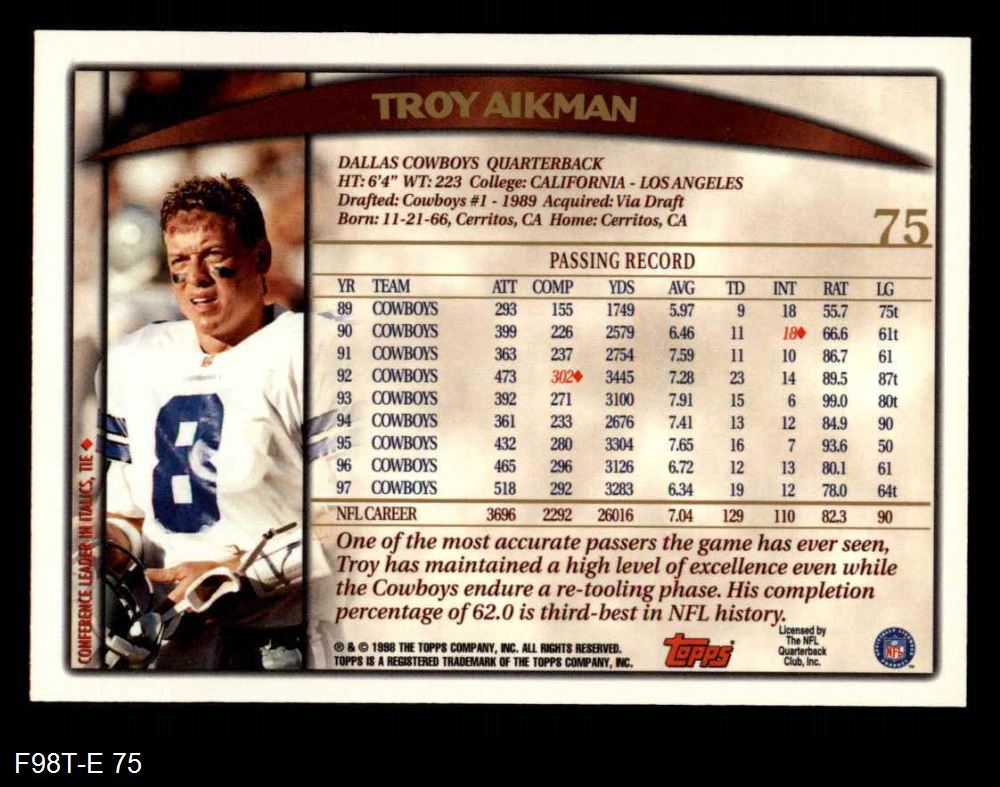 TROY AIKMAN
DALLAS COWBOYS QUARTERBACK
HT: 6'4" WT: 223 College: CALIFORNIA - LOS ANGELES
Drafted: Cowboys #1 - 1989 Acquired: Via Draft
Born: 11-21-66, Cerritos, CA Home: Cerritos, CA
75
PASSING RECORD
YR TEAM ATT COMP YDS AVG TD INT RAT LG
89 COWBOYS 293 155 1749 5.97 9 18 55.7 75t
90 COWBOYS 399 226 2579 6.46 11 18♦ 66.6 61t
91 COWBOYS 363 237 2754 7.59 11 10 86.7 61
92 COWBOYS 473 302♦ 3445 7.28 23 14 89.5 87t
93 COWBOYS 392 271 3100 7.91 15 6 99.0 80t
94 COWBOYS 361 233 2676 7.41 13 12 84.9 90
95 COWBOYS 432 280 3304 7.65 16 7 93.6 50
96 COWBOYS 465 296 3126 6.72 12 13 80.1 61
97 COWBOYS 518 292 3283 6.34 19 12 78.0 64t
NFL CAREER 3696 2292 26016 7.04 129 110 82.3 90
One of the most accurate passers the game has ever seen,
Troy has maintained a high level of excellence even while
the Cowboys endure a re-tooling phase. His completion
percentage of 62.0 is third-best in NFL history.
® & © 1998 THE TOPPS COMPANY, INC. ALL RIGHTS RESERVED.
TOPPS IS A REGISTERED TRADEMARK OF THE TOPPS COMPANY, INC.
Topps
Licensed by
The NFL
Quarterback
Club, Inc.
NFL
CONFERENCE LEADER IN ITALICS, TIE ♦
8
F98T-E 75